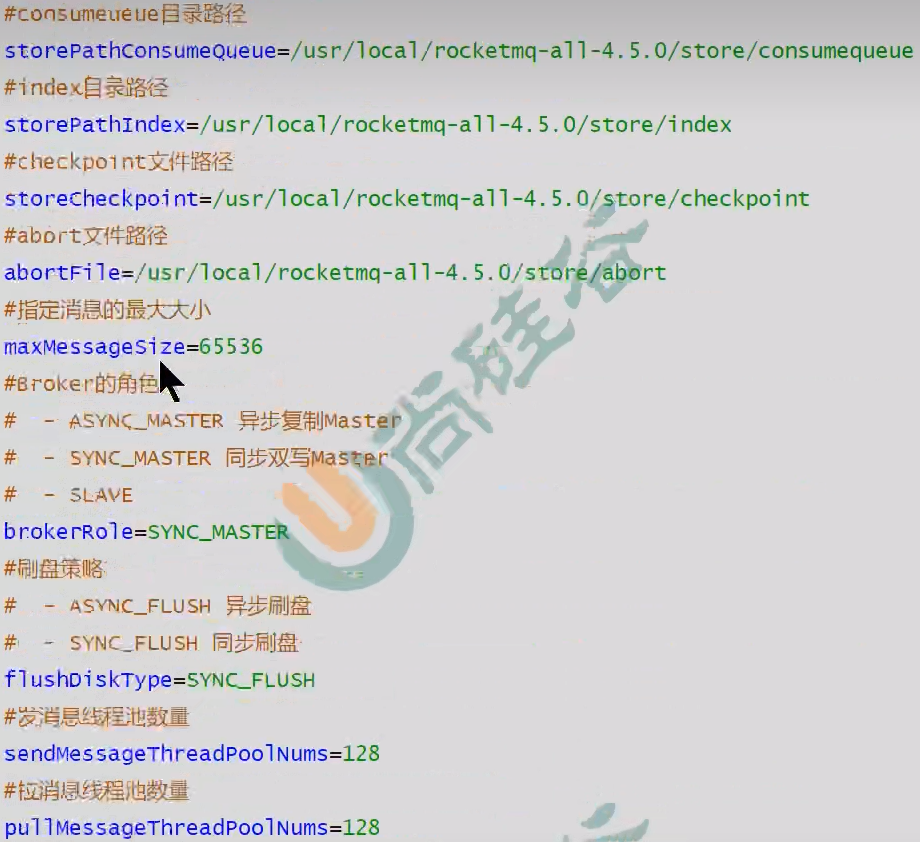 #consumeueue目录路径
storePathConsumeQueue=/usr/local/rocketmq-all-4.5.0/store/consumequeue
#index目录路径
storePathIndex=/usr/local/rocketmq-all-4.5.0/store/index
#checkpoint文件路径
storeCheckpoint=/usr/local/rocketmq-all-4.5.0/store/checkpoint
#abort文件路径
abortFile=/usr/local/rocketmq-all-4.5.0/store/abort
#指定消息的最大大小
maxMessageSize=65536
#Broker的角色
#  - ASYNC_MASTER 异步复制Master
#  - SYNC_MASTER 同步双写Master
#  - SLAVE
brokerRole=SYNC_MASTER
#刷盘策略
#  - ASYNC_FLUSH 异步刷盘
#  - SYNC_FLUSH 同步刷盘
flushDiskType=SYNC_FLUSH
#发消息线程池数量
sendMessageThreadPoolNums=128
#拉消息线程池数量
pullMessageThreadPoolNums=128
尚硅谷